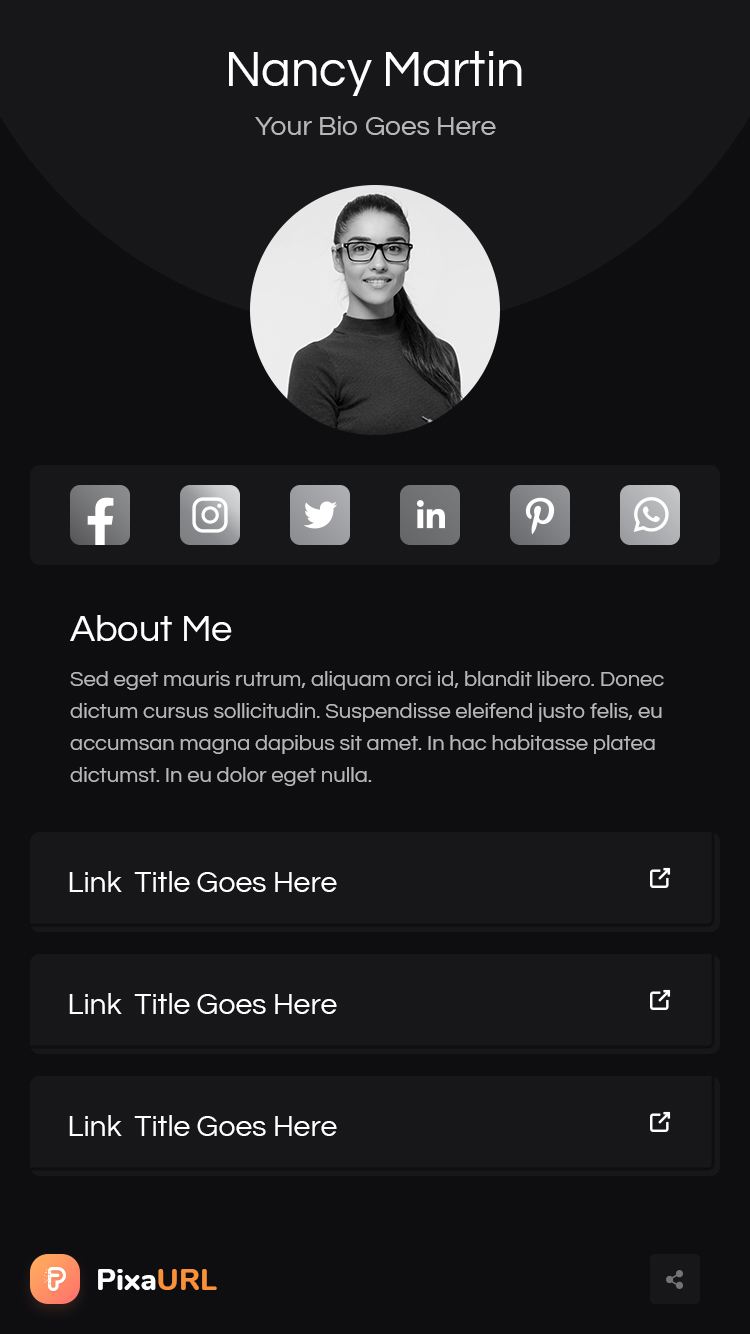 Nancy Martin
Your Bio Goes Here
About Me
Sed eget mauris rutrum, aliquam orci id, blandit libero. Donec
dictum cursus sollicitudin. Suspendisse eleifend justo felis, eu
accumsan magna dapibus sit amet. In hac habitasse platea
dictumst. In eu dolor eget nulla.
Link  Title Goes Here
Link  Title Goes Here
Link  Title Goes Here
PixaURL